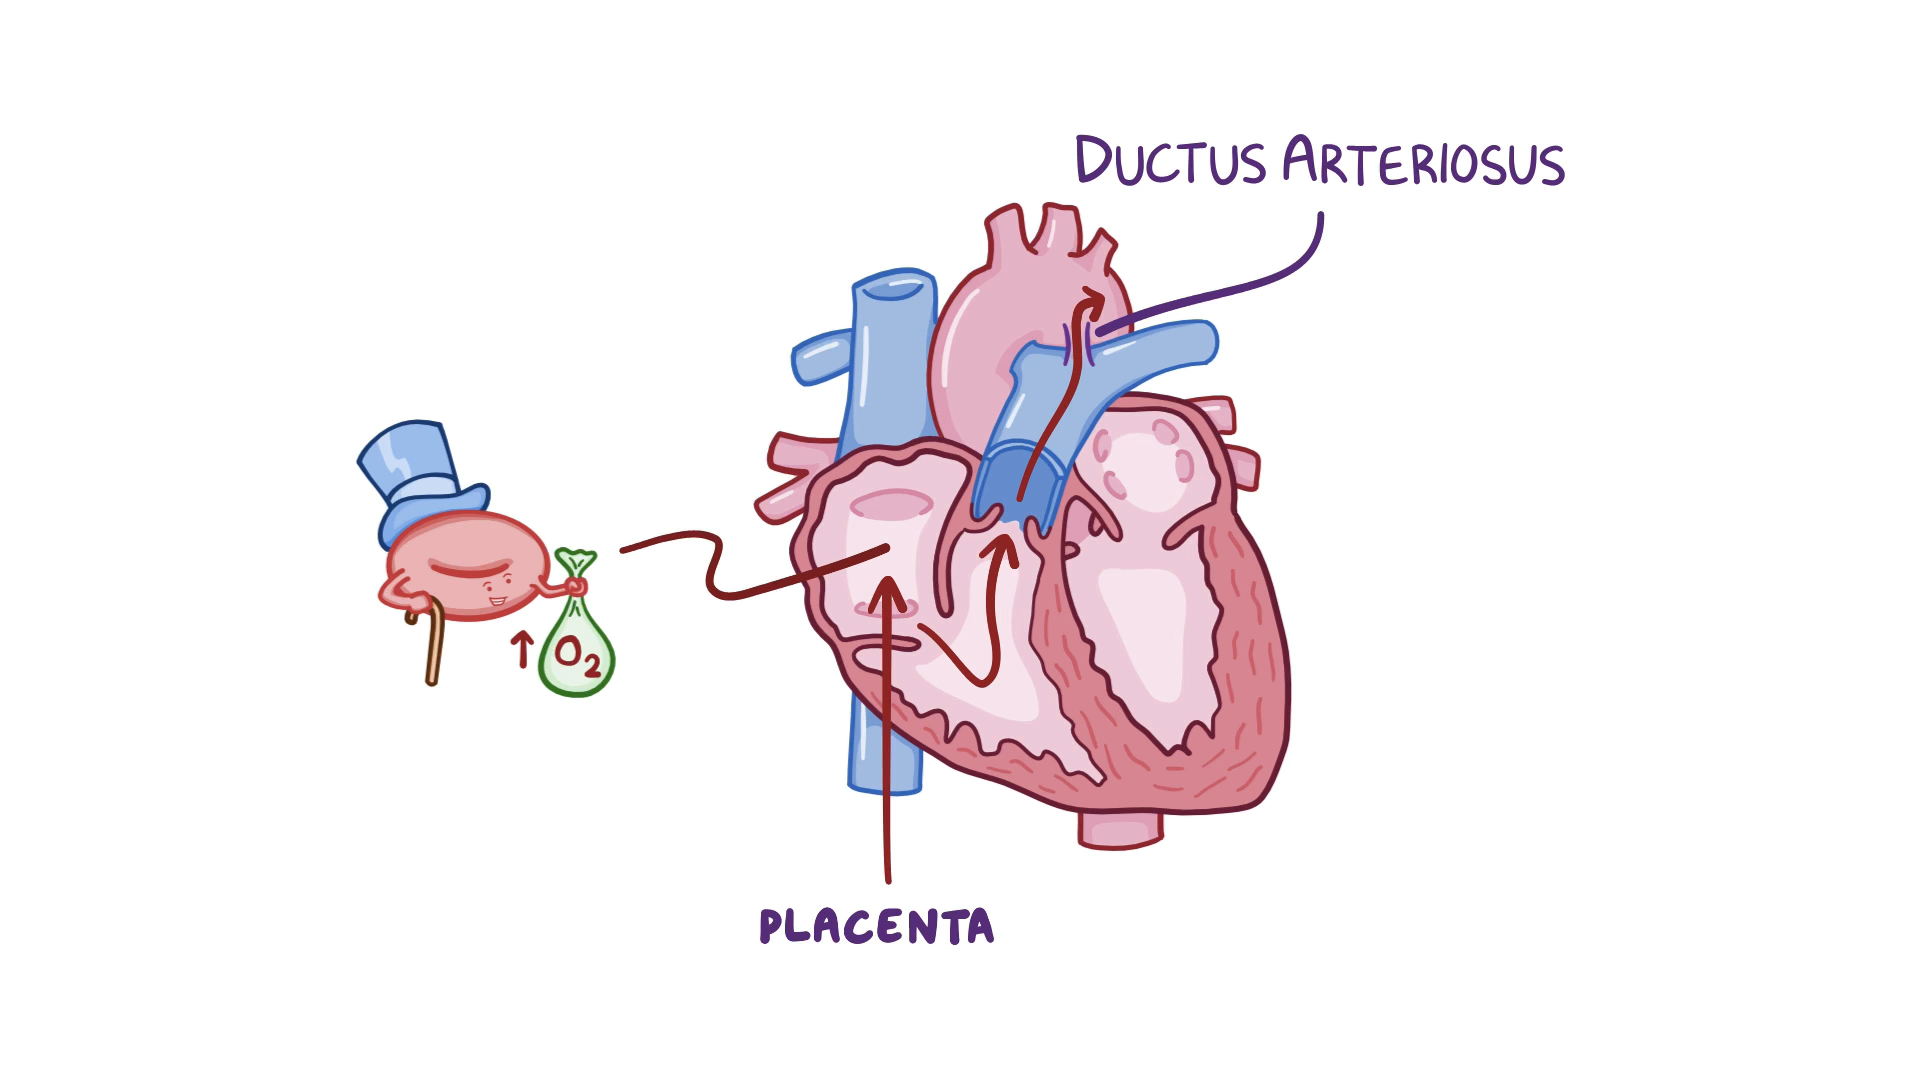 DUCTUS ARTERIOSUS
↑ O₂
PLACENTA